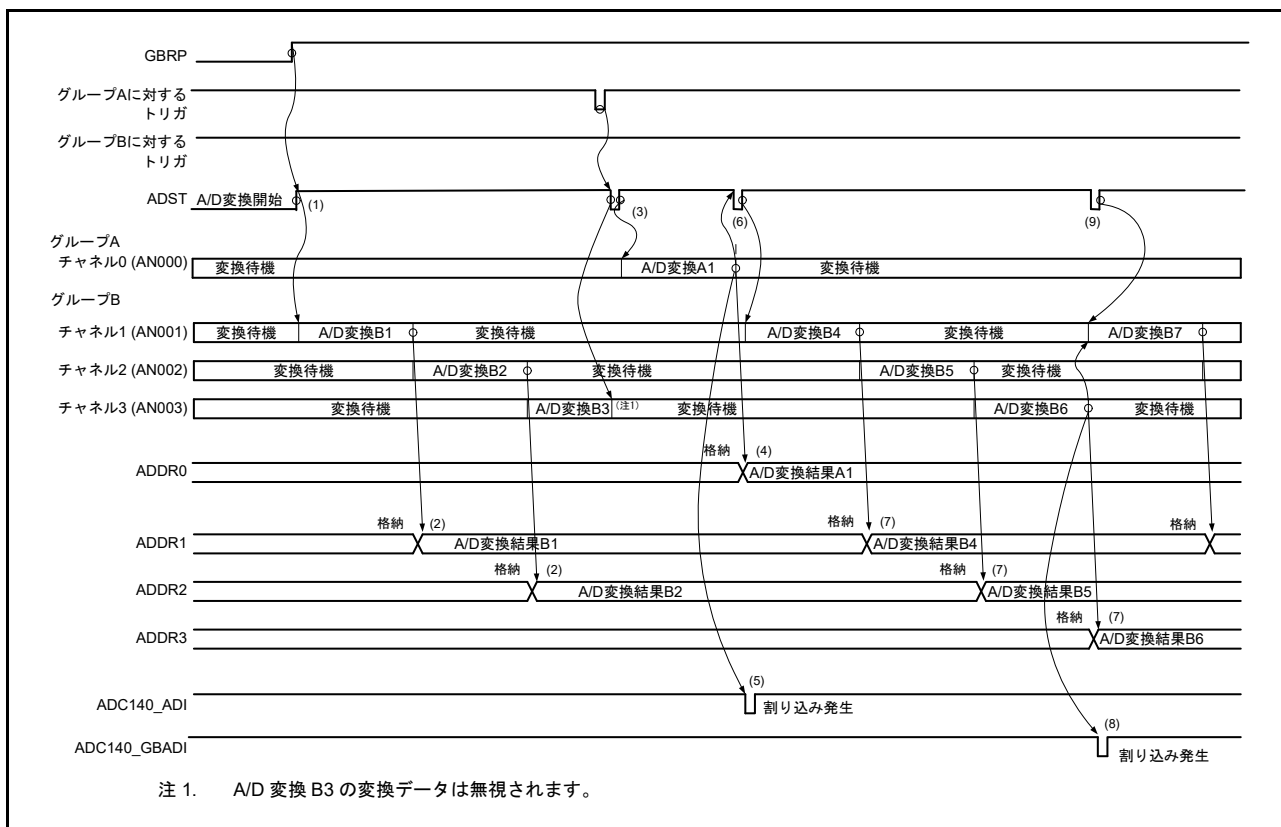 GBRP
グループAに対する
トリガ
グループBに対する
トリガ
ADST A/D変換開始 (1) (3) (6) (9)
グループA
チャネル0 (AN000) 変換待機 A/D変換A1 変換待機
グループB
チャネル1 (AN001) 変換待機 A/D変換B1 変換待機 A/D変換B4 変換待機 A/D変換B7
チャネル2 (AN002) 変換待機 A/D変換B2 変換待機 A/D変換B5 変換待機
チャネル3 (AN003) 変換待機 A/D変換B3 (注1) 変換待機 A/D変換B6 変換待機
格納 (4)
ADDR0 A/D変換結果A1
格納 (2) 格納 (7) 格納
ADDR1 A/D変換結果B1 A/D変換結果B4
格納 (2) 格納 (7)
ADDR2 A/D変換結果B2 A/D変換結果B5
格納 (7)
ADDR3 A/D変換結果B6
(5)
ADC140_ADI 割り込み発生
(8)
ADC140_GBADI 割り込み発生
注 1. A/D 変換 B3 の変換データは無視されます。